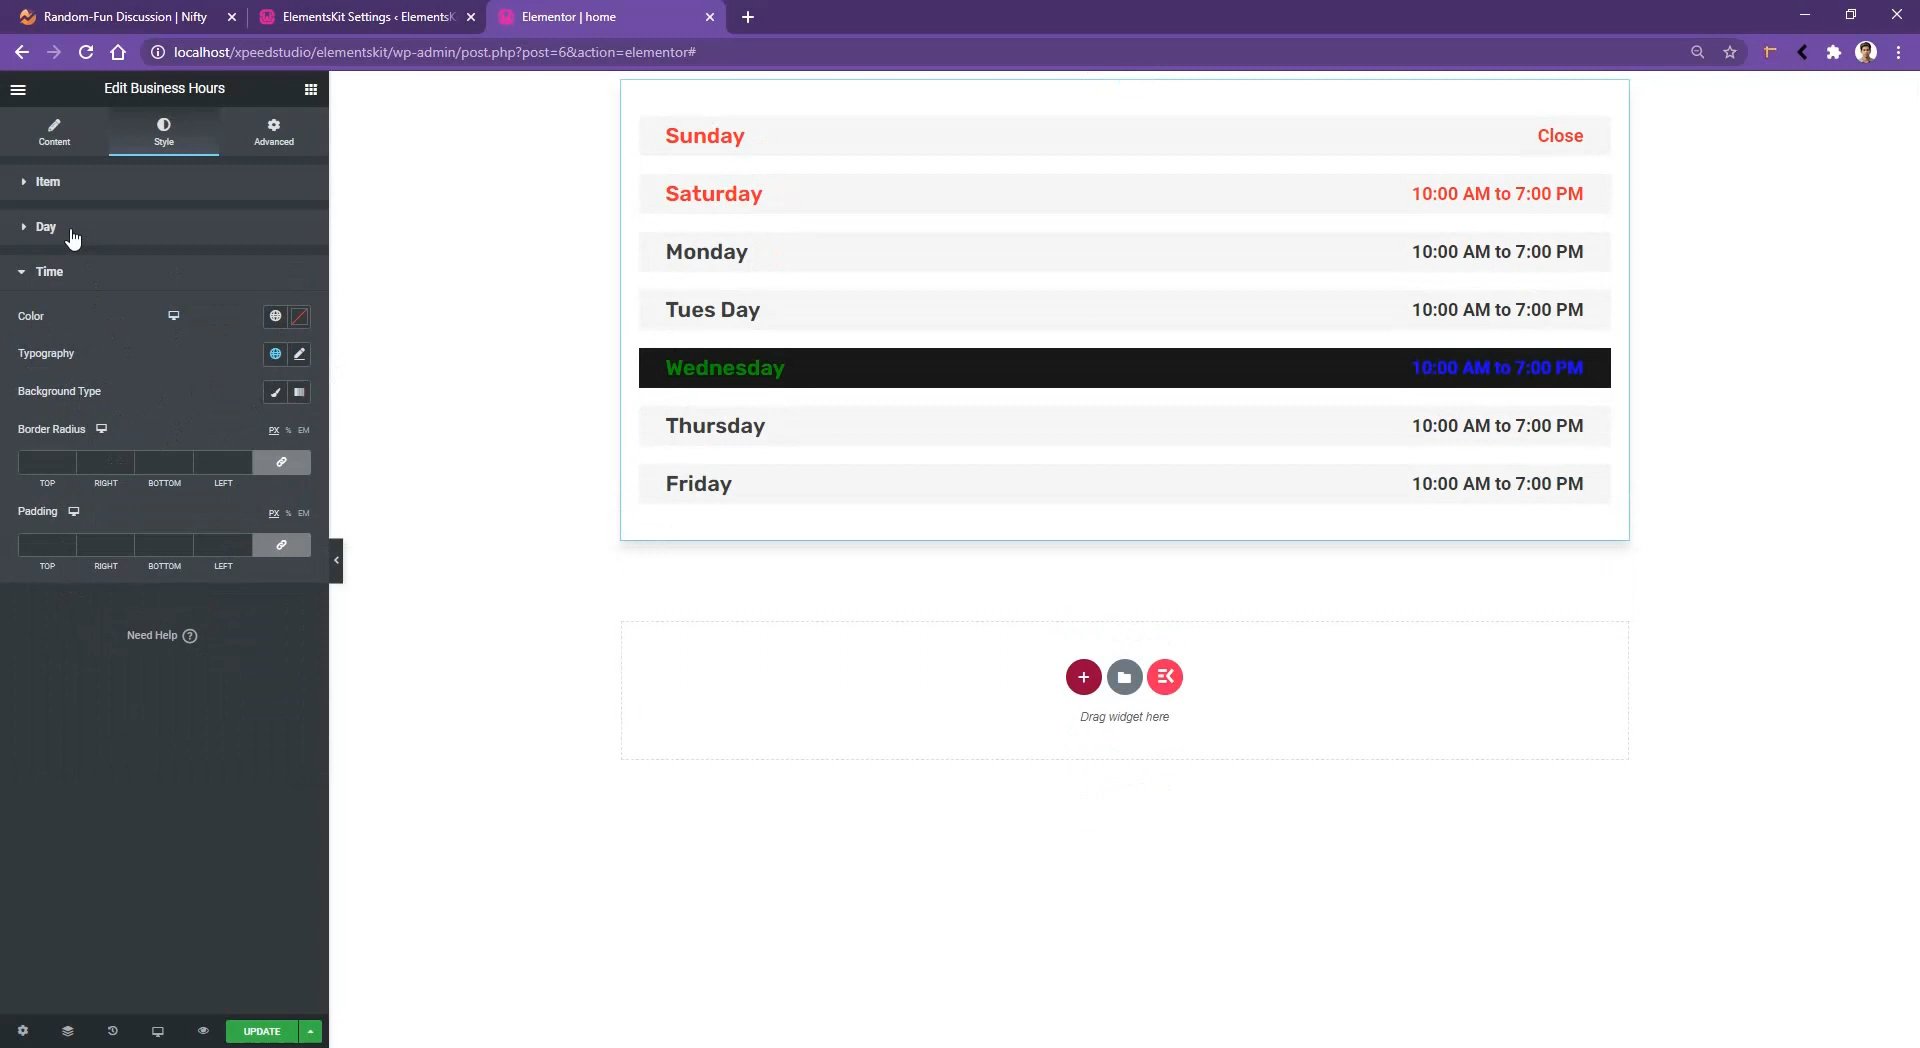 Random-Fun Discussion | Nifty
ElementsKit Settings ‹ ElementsK
Elementor | home
localhost/xpeedstudio/elementskit/wp-admin/post.php?post=6&action=elementor#
Edit Business Hours
Content
Style
Advanced
Item
Day
Time
Color
Typography
Background Type
Border Radius
PX % EM
TOP RIGHT BOTTOM LEFT
Padding
PX % EM
TOP RIGHT BOTTOM LEFT
Need Help ?
UPDATE
Sunday Close
Saturday 10:00 AM to 7:00 PM
Monday 10:00 AM to 7:00 PM
Tues Day 10:00 AM to 7:00 PM
Wednesday 10:00 AM to 7:00 PM
Thursday 10:00 AM to 7:00 PM
Friday 10:00 AM to 7:00 PM
Drag widget here